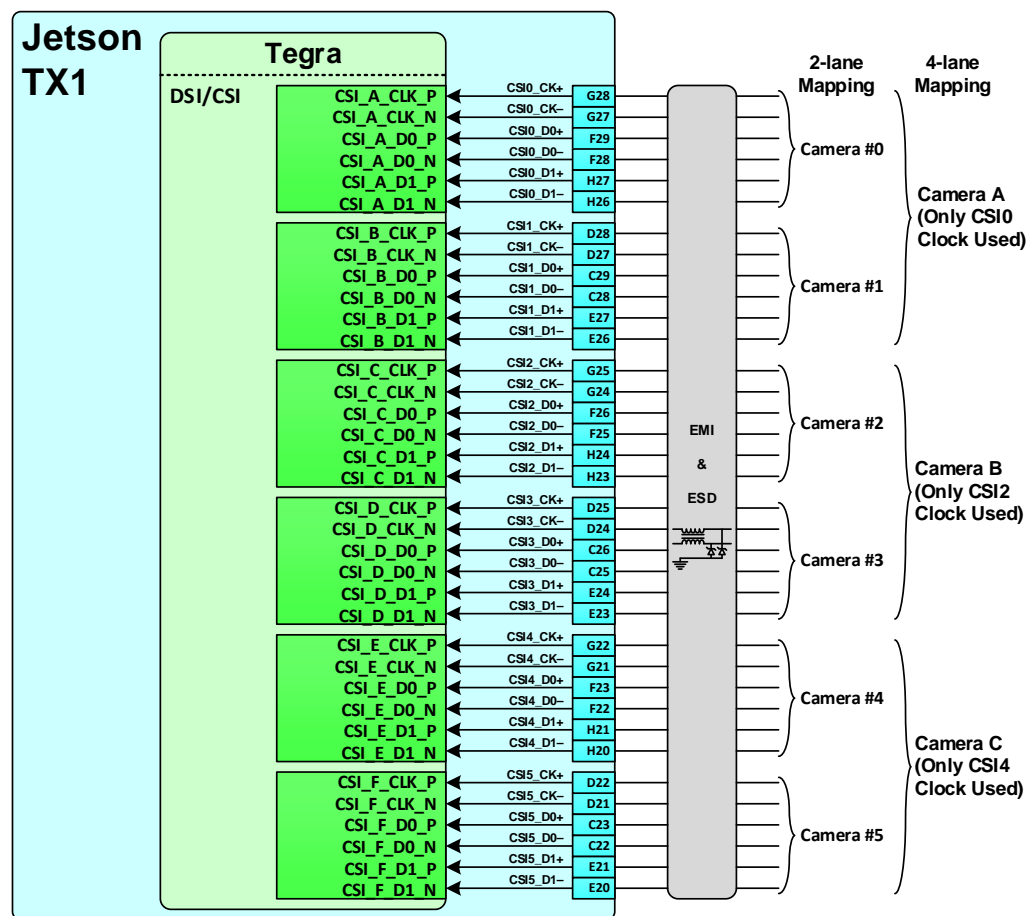 Jetson
TX1
Tegra
DSI/CSI
2-lane
Mapping
4-lane
Mapping
CSI_A_CLK_P CSI0_CK+ G28
CSI_A_CLK_N CSI0_CK– G27
CSI_A_D0_P CSI0_D0+ F29
CSI_A_D0_N CSI0_D0– F28
CSI_A_D1_P CSI0_D1+ H27
CSI_A_D1_N CSI0_D1– H26
Camera #0
CSI_B_CLK_P CSI1_CK+ D28
CSI_B_CLK_N CSI1_CK– D27
CSI_B_D0_P CSI1_D0+ C29
CSI_B_D0_N CSI1_D0– C28
CSI_B_D1_P CSI1_D1+ E27
CSI_B_D1_N CSI1_D1– E26
Camera #1
Camera A
(Only CSI0
Clock Used)
CSI_C_CLK_P CSI2_CK+ G25
CSI_C_CLK_N CSI2_CK– G24
CSI_C_D0_P CSI2_D0+ F26
CSI_C_D0_N CSI2_D0– F25
CSI_C_D1_P CSI2_D1+ H24
CSI_C_D1_N CSI2_D1– H23
Camera #2
EMI
&
ESD
CSI_D_CLK_P CSI3_CK+ D25
CSI_D_CLK_N CSI3_CK– D24
CSI_D_D0_P CSI3_D0+ C26
CSI_D_D0_N CSI3_D0– C25
CSI_D_D1_P CSI3_D1+ E24
CSI_D_D1_N CSI3_D1– E23
Camera #3
Camera B
(Only CSI2
Clock Used)
CSI_E_CLK_P CSI4_CK+ G22
CSI_E_CLK_N CSI4_CK– G21
CSI_E_D0_P CSI4_D0+ F23
CSI_E_D0_N CSI4_D0– F22
CSI_E_D1_P CSI4_D1+ H21
CSI_E_D1_N CSI4_D1– H20
Camera #4
CSI_F_CLK_P CSI5_CK+ D22
CSI_F_CLK_N CSI5_CK– D21
CSI_F_D0_P CSI5_D0+ C23
CSI_F_D0_N CSI5_D0– C22
CSI_F_D1_P CSI5_D1+ E21
CSI_F_D1_N CSI5_D1– E20
Camera #5
Camera C
(Only CSI4
Clock Used)